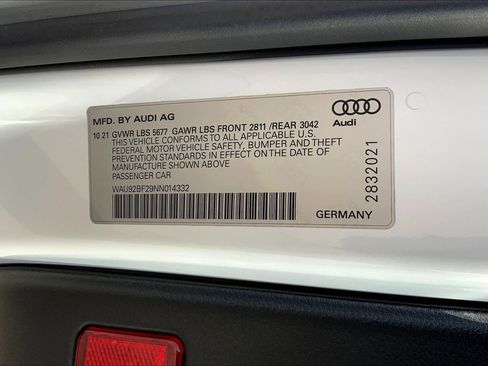 MFD. BY AUDI AG
10 21 GVWR LBS 5677 GAWR LBS FRONT 2811 /REAR 3042
THIS VEHICLE CONFORMS TO ALL APPLICABLE U.S.
FEDERAL MOTOR VEHICLE SAFETY, BUMPER AND THEFT
PREVENTION STANDARDS IN EFFECT ON THE DATE OF
MANUFACTURE SHOWN ABOVE
PASSENGER CAR
WAU92BF29NN014332
Audi
2832021
GERMANY